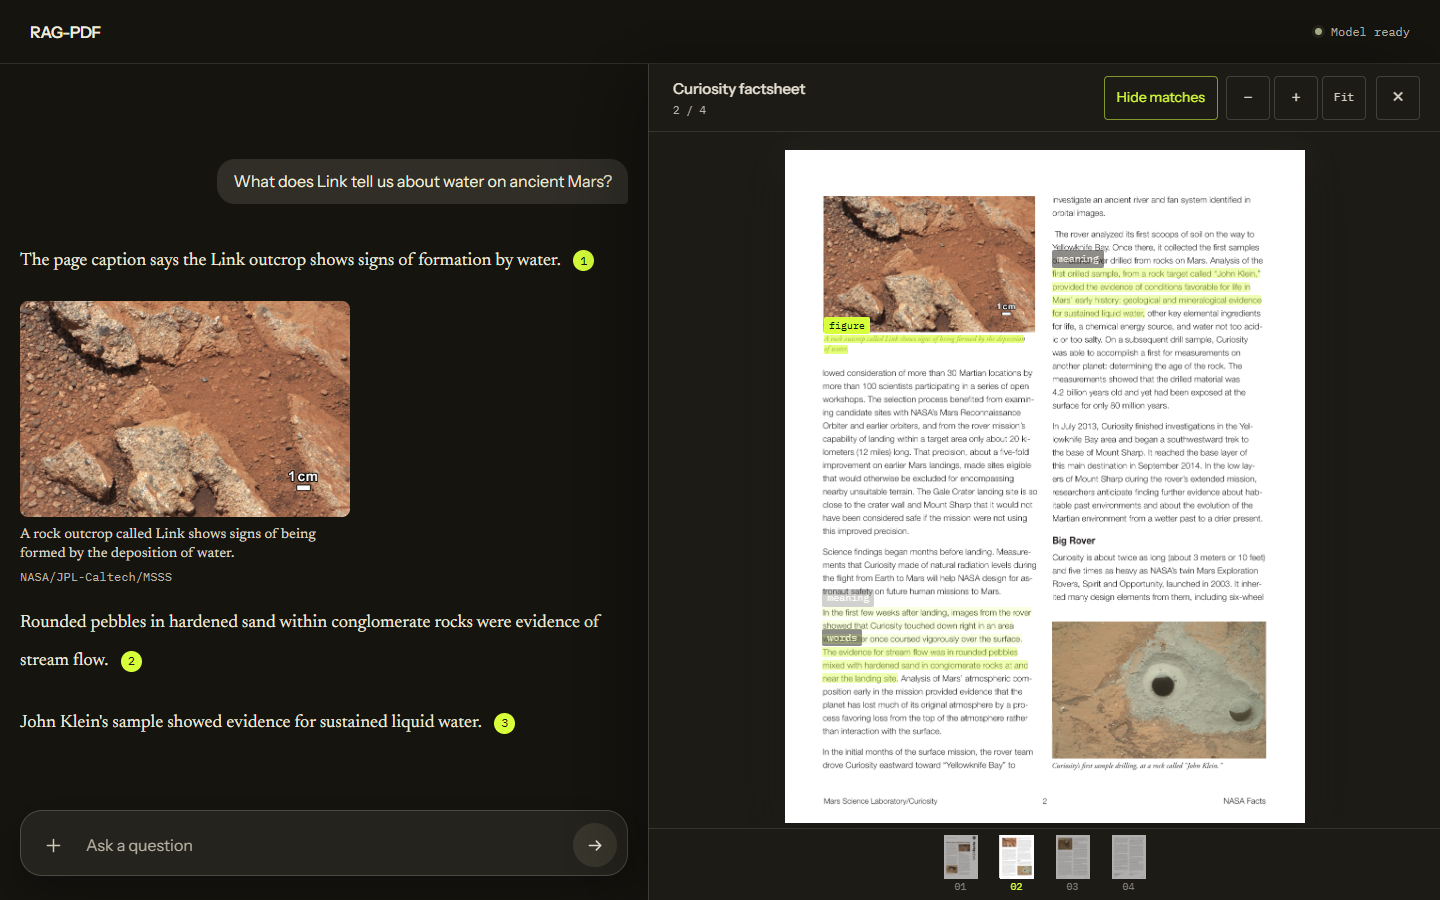 RAG-PDF
Model ready
What does Link tell us about water on ancient Mars?
The page caption says the Link outcrop shows signs of formation by water. 1
1 cm
A rock outcrop called Link shows signs of being
formed by the deposition of water.
NASA/JPL-Caltech/MSSS
Rounded pebbles in hardened sand within conglomerate rocks were evidence of
stream flow. 2
John Klein's sample showed evidence for sustained liquid water. 3
Ask a question
Curiosity factsheet
2 / 4
Hide matches
Fit
1 cm
figure
A rock outcrop called Link shows signs of being formed by the deposition
of water.
lowed consideration of more than 30 Martian locations by
more than 100 scientists participating in a series of open
workshops. The selection process benefited from examin-
ing candidate sites with NASA's Mars Reconnaissance
Orbiter and earlier orbiters, and from the rover mission's
capability of landing within a target area only about 20 ki-
lometers (12 miles) long. That precision, about a five-fold
improvement on earlier Mars landings, made sites eligible
that would otherwise be excluded for encompassing
nearby unsuitable terrain. The Gale Crater landing site is so
close to the crater wall and Mount Sharp that it would not
have been considered safe if the mission were not using
this improved precision.
Science findings began months before landing. Measure-
ments that Curiosity made of natural radiation levels during
the flight from Earth to Mars will help NASA design for as-
tronaut safety on future human missions to Mars.
meaning
In the first few weeks after landing, images from the rover
showed that Curiosity touched down right in an area
words
once coursed vigorously over the surface.
The evidence for stream flow was in rounded pebbles
mixed with hardened sand in conglomerate rocks at and
near the landing site. Analysis of Mars' atmospheric com-
position early in the mission provided evidence that the
planet has lost much of its original atmosphere by a pro-
cess favoring loss from the top of the atmosphere rather
than interaction with the surface.
In the initial months of the surface mission, the rover team
drove Curiosity eastward toward "Yellowknife Bay" to
investigate an ancient river and fan system identified in
orbital images.
The rover analyzed its first scoops of soil on the way to
Yellowknife Bay. Once there, it collected the first samples
meaning
drilled from rocks on Mars. Analysis of the
first drilled sample, from a rock target called "John Klein,"
provided the evidence of conditions favorable for life in
Mars' early history: geological and mineralogical evidence
for sustained liquid water, other key elemental ingredients
for life, a chemical energy source, and water not too acid-
ic or too salty. On a subsequent drill sample, Curiosity
was able to accomplish a first for measurements on
another planet: determining the age of the rock. The
measurements showed that the drilled material was
4.2 billion years old and yet had been exposed at the
surface for only 80 million years.
In July 2013, Curiosity finished investigations in the Yel-
lowknife Bay area and began a southwestward trek to
the base of Mount Sharp. It reached the base layer of
this main destination in September 2014. In the low lay-
ers of Mount Sharp during the rover's extended mission,
researchers anticipate finding further evidence about hab-
itable past environments and about the evolution of the
Martian environment from a wetter past to a drier present.
Big Rover
Curiosity is about twice as long (about 3 meters or 10 feet)
and five times as heavy as NASA's twin Mars Exploration
Rovers, Spirit and Opportunity, launched in 2003. It inher-
ited many design elements from them, including six-wheel
Curiosity's first sample drilling, at a rock called "John Klein."
Mars Science Laboratory/Curiosity
2
NASA Facts
01
02
03
04